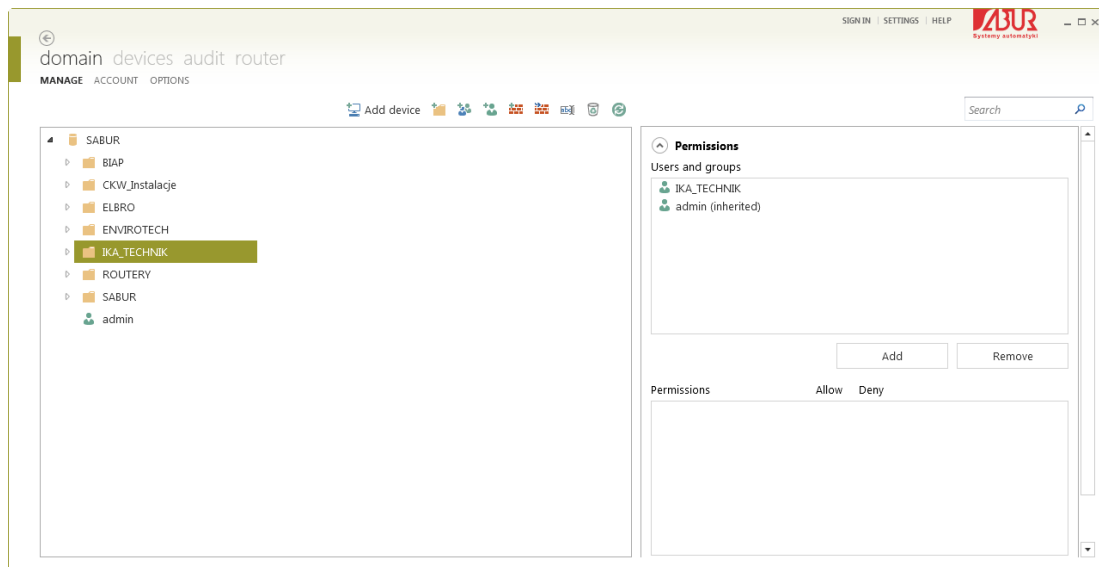 SIGN IN | SETTINGS | HELP
SABUR
Systemy automatyki
domain devices audit router
MANAGE ACCOUNT OPTIONS
Add device
Search
SABUR
BIAP
CKW_Instalacje
ELBRO
ENVIROTECH
IKA_TECHNIK
ROUTERY
SABUR
admin
Permissions
Users and groups
IKA_TECHNIK
admin (inherited)
Add Remove
Permissions Allow Deny